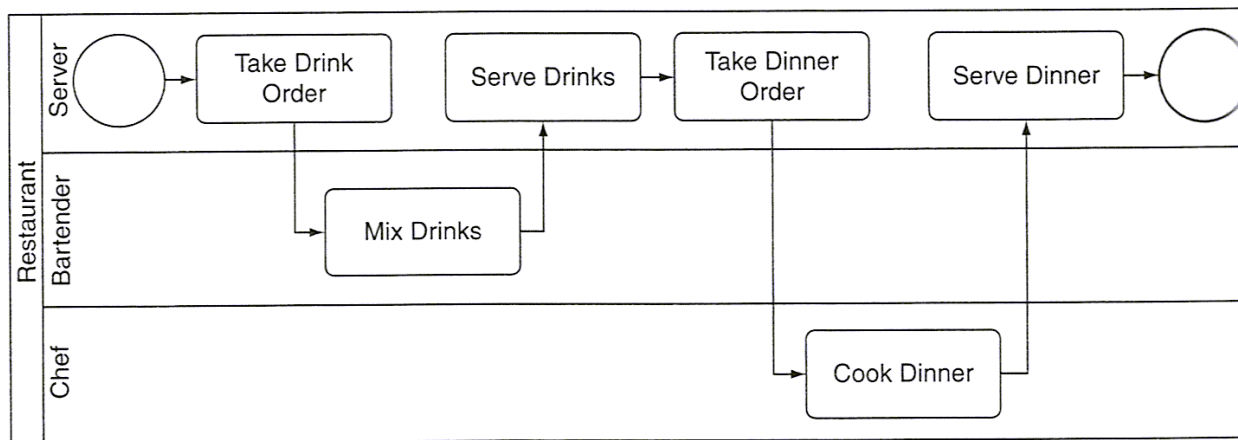 Restaurant
Server
Take Drink
Order
Serve Drinks
Take Dinner
Order
Serve Dinner
Bartender
Mix Drinks
Chef
Cook Dinner